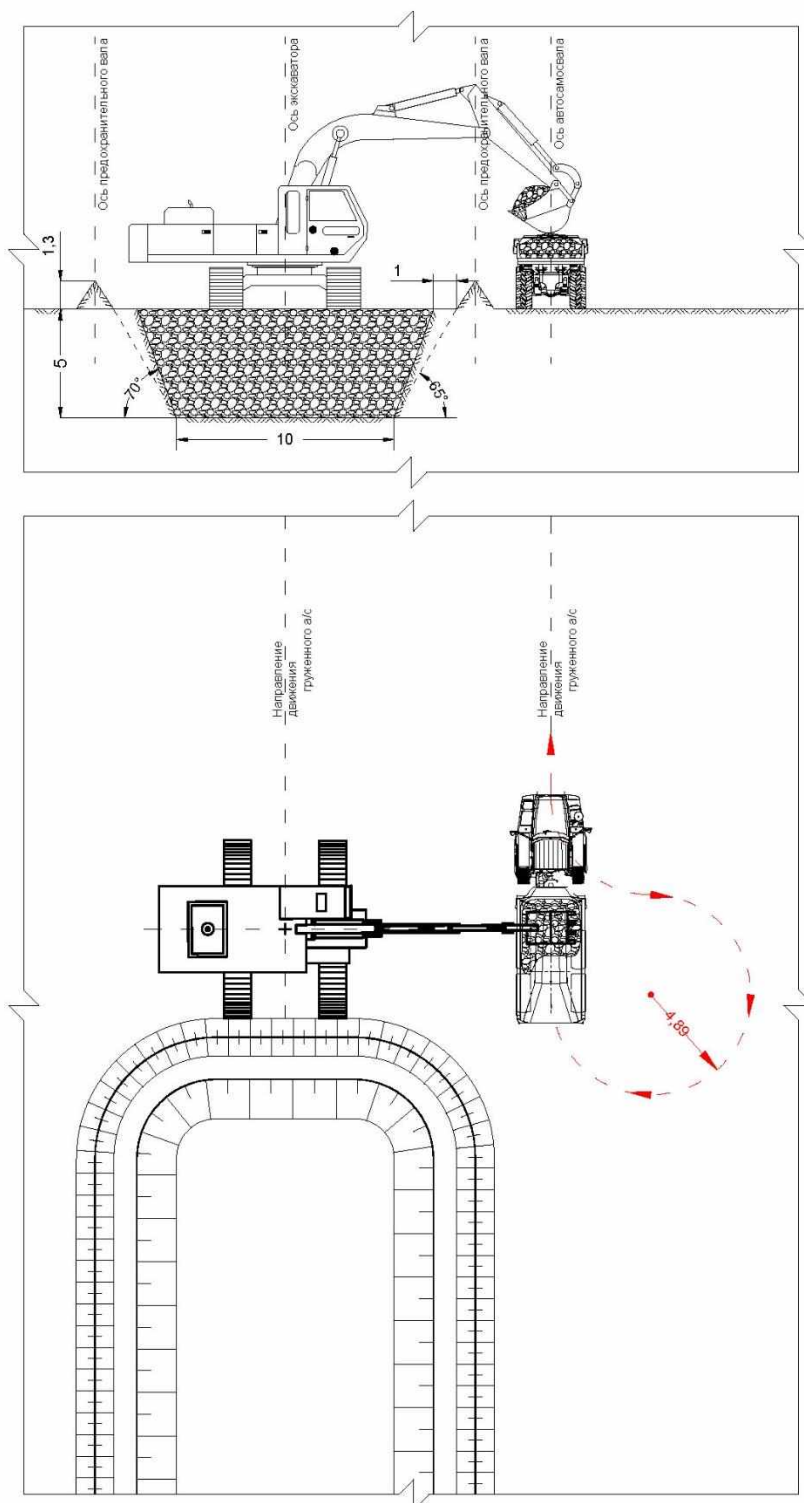 Ось предохранительного вала
Ось экскаватора
Ось предохранительного вала
Ось автосамосвала
1,3
1
5
70°
65°
10
Направление
движения
груженного а/с
Направление
движения
груженного а/с
4,89